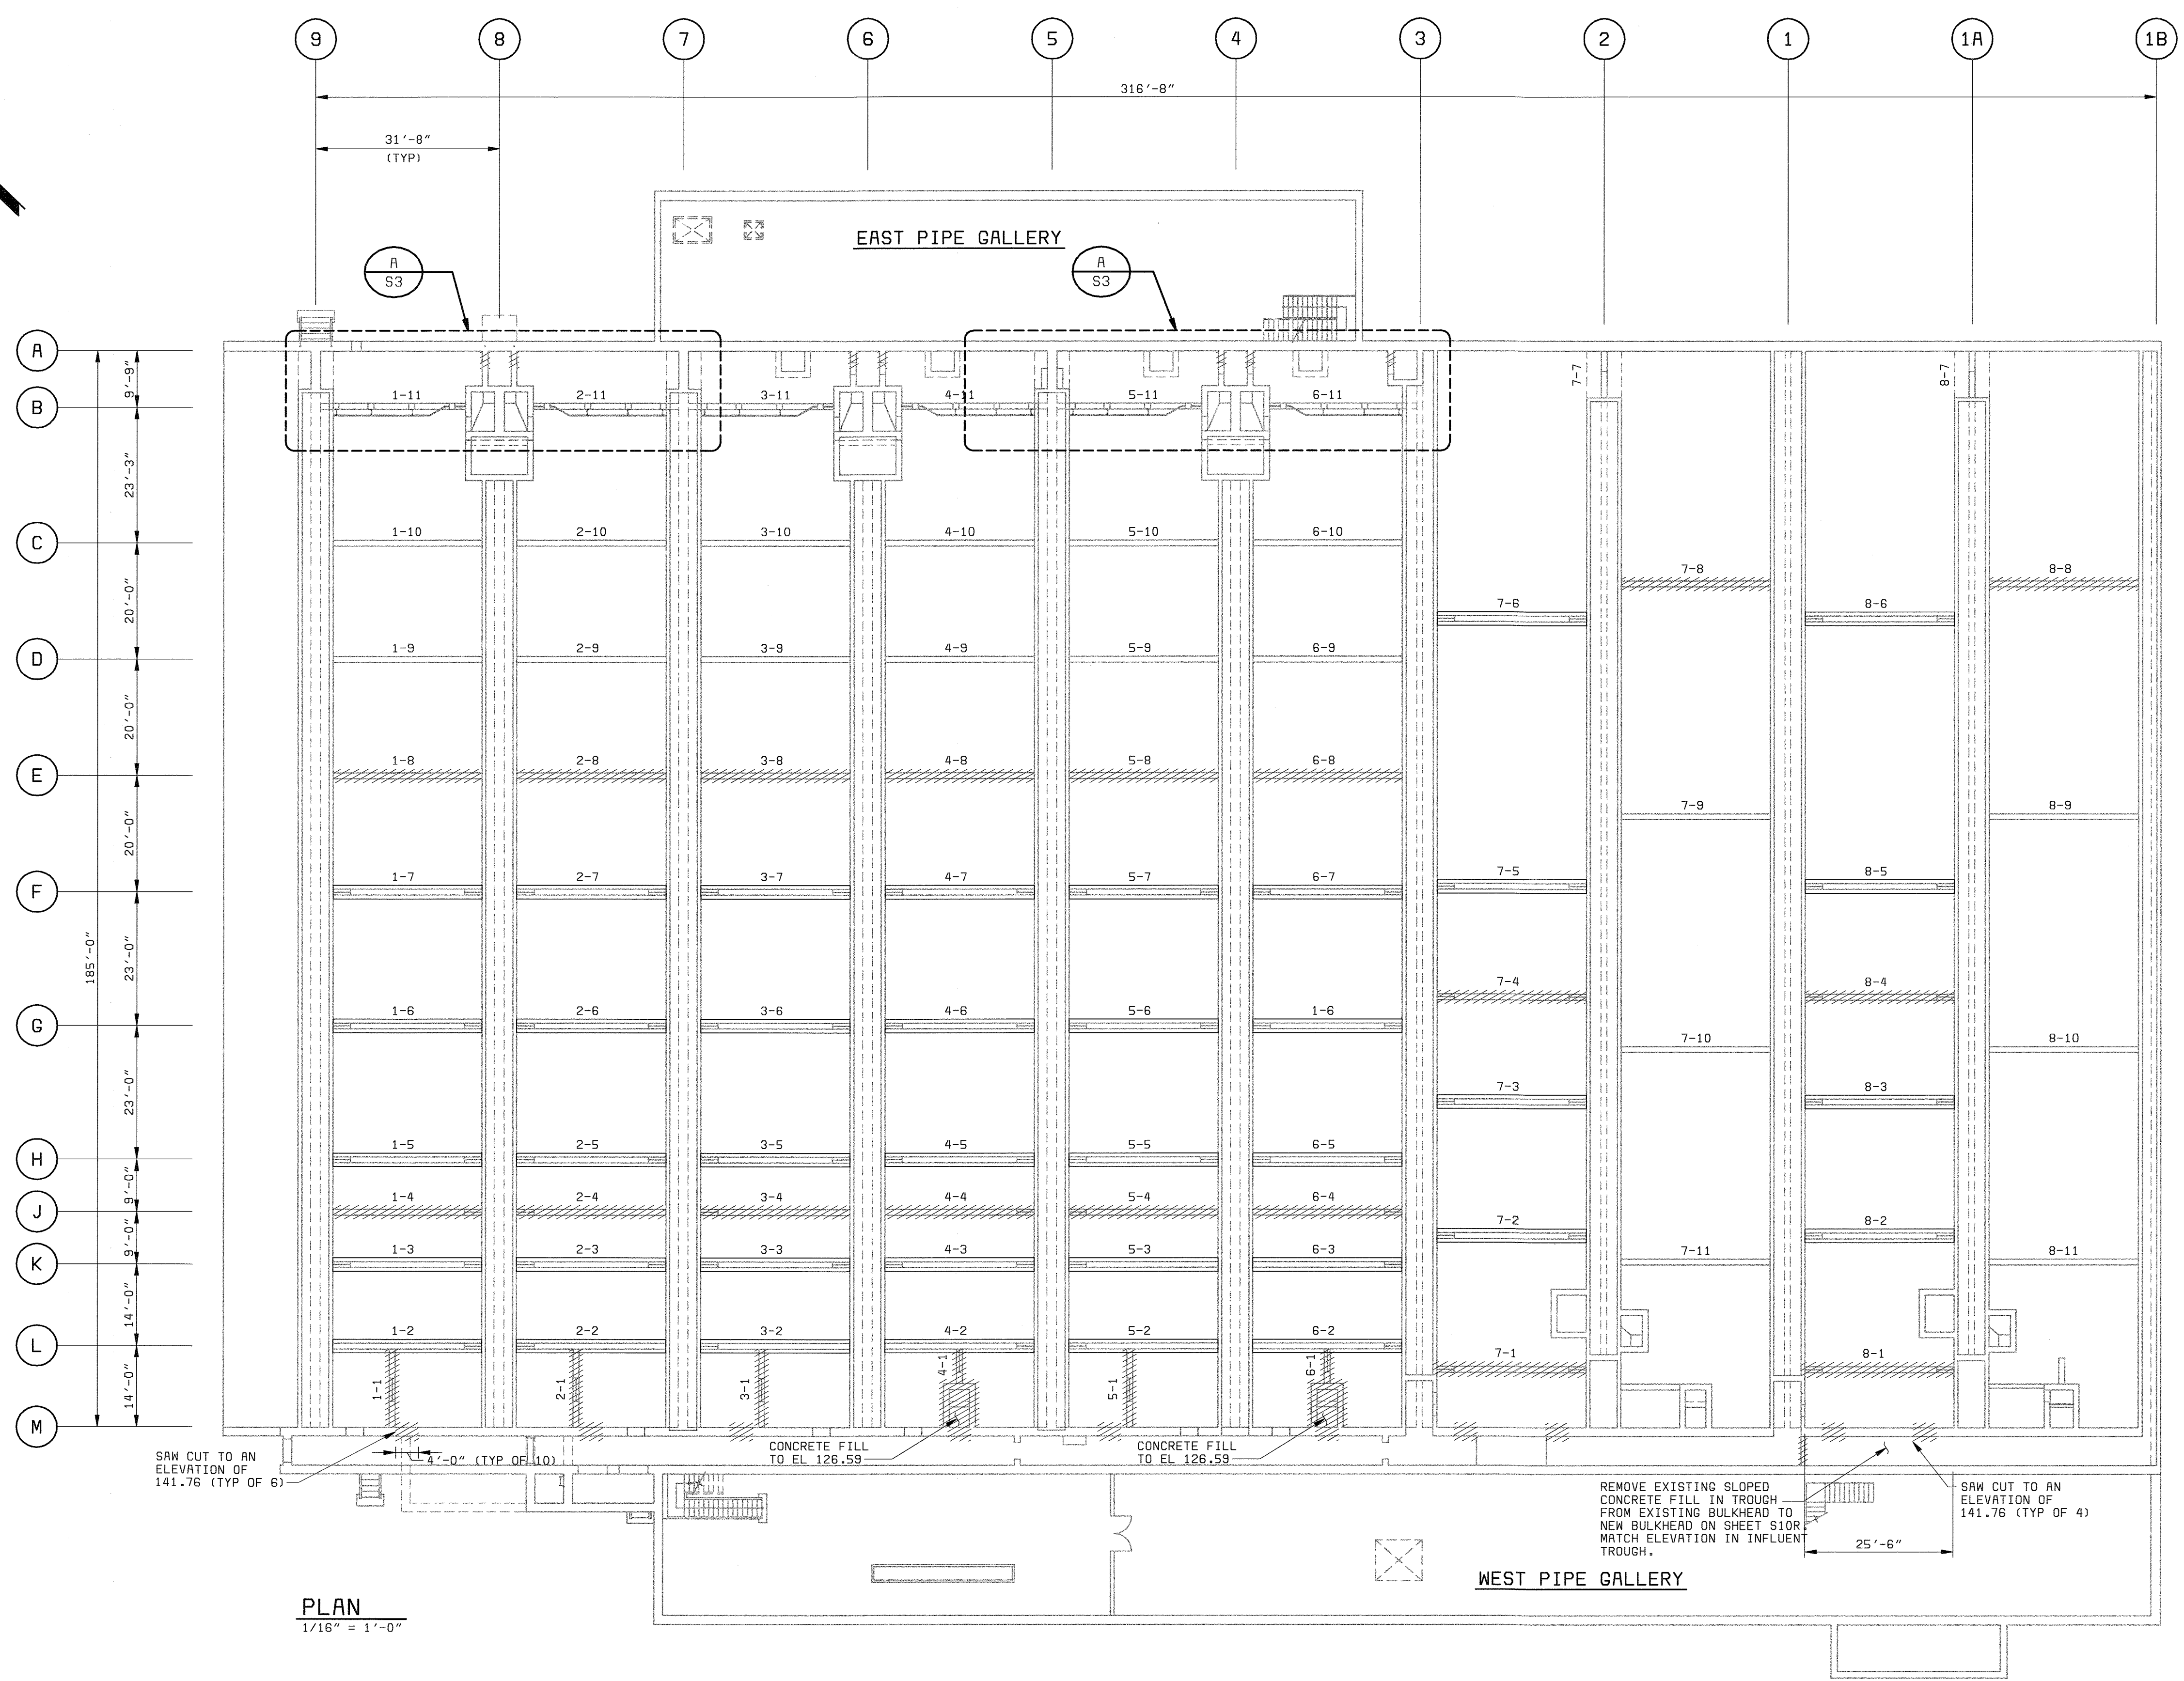 9 8 7 6 5 4 3 2 1 1A 1B
316'-8"
31'-8"
(TYP)
EAST PIPE GALLERY
A
S3
A
S3
A
9'-9"
7-7
8-7
1-11 2-11 3-11 4-11 5-11 6-11
B
23'-3"
1-10 2-10 3-10 4-10 5-10 6-10
C
7-8 8-8
20'-0"
7-6 8-6
1-9 2-9 3-9 4-9 5-9 6-9
D
20'-0"
1-8 2-8 3-8 4-8 5-8 6-8
E
7-9 8-9
20'-0"
1-7 2-7 3-7 4-7 5-7 6-7 7-5 8-5
F
185'-0"
23'-0"
7-4 8-4
1-6 2-6 3-6 4-6 5-6 1-6
G
7-10 8-10
23'-0"
7-3 8-3
1-5 2-5 3-5 4-5 5-5 6-5
H
9'-0"
1-4 2-4 3-4 4-4 5-4 6-4
J
7-2 8-2
9'-0"
1-3 2-3 3-3 4-3 5-3 6-3 7-11 8-11
K
14'-0"
1-2 2-2 3-2 4-2 5-2 6-2
L
14'-0"
7-1 8-1
1-1 2-1 3-1 4-1 5-1 6-1
M
SAW CUT TO AN
ELEVATION OF
141.76 (TYP OF 6)
4'-0" (TYP OF 10)
CONCRETE FILL
TO EL 126.59
CONCRETE FILL
TO EL 126.59
REMOVE EXISTING SLOPED
CONCRETE FILL IN TROUGH
FROM EXISTING BULKHEAD TO
NEW BULKHEAD ON SHEET S10R.
MATCH ELEVATION IN INFLUENT
TROUGH.
SAW CUT TO AN
ELEVATION OF
141.76 (TYP OF 4)
25'-6"
WEST PIPE GALLERY
PLAN
1/16" = 1'-0"